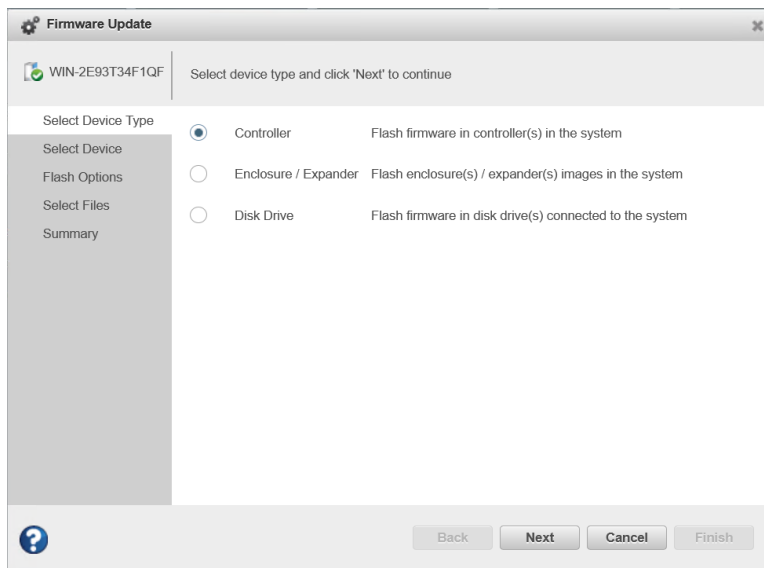 Firmware Update
WIN-2E93T34F1QF
Select device type and click 'Next' to continue
Select Device Type
Select Device
Flash Options
Select Files
Summary
Controller Flash firmware in controller(s) in the system
Enclosure / Expander Flash enclosure(s) / expander(s) images in the system
Disk Drive Flash firmware in disk drive(s) connected to the system
?
Back Next Cancel Finish